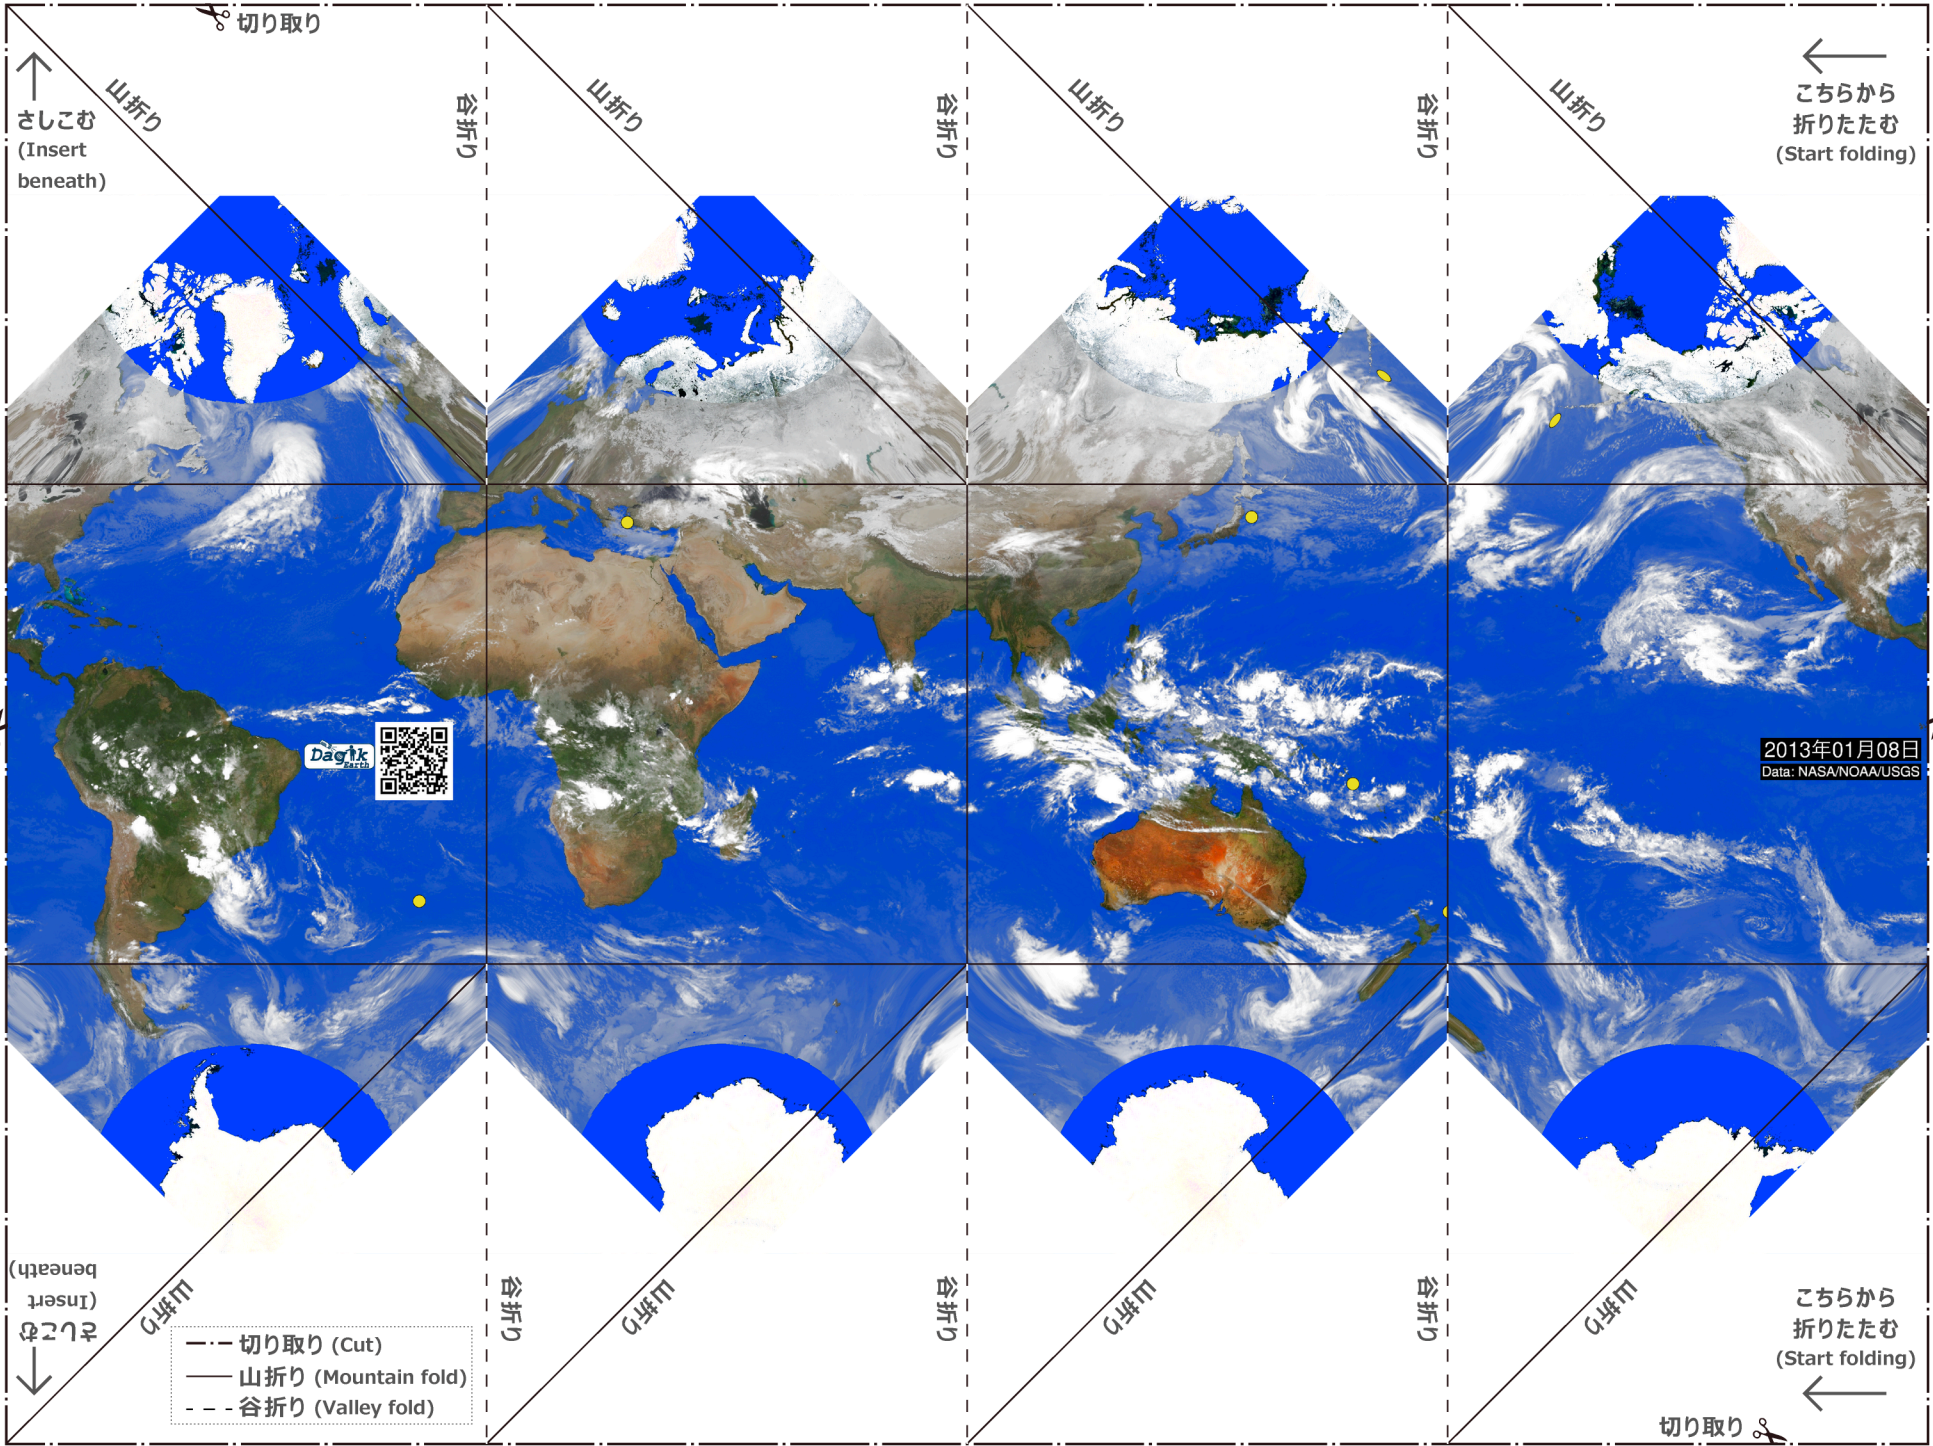 切り取り
山折り
谷折り
山折り
谷折り
山折り
谷折り
山折り
さしこむ
(Insert
beneath)
こちらから
折りたたむ
(Start folding)
Dagik
Earth
2013年01月08日
Data: NASA/NOAA/USGS
さしこむ
(Insert
beneath)
山折り
谷折り
山折り
谷折り
山折り
谷折り
山折り
こちらから
折りたたむ
(Start folding)
切り取り (Cut)
山折り (Mountain fold)
谷折り (Valley fold)
切り取り